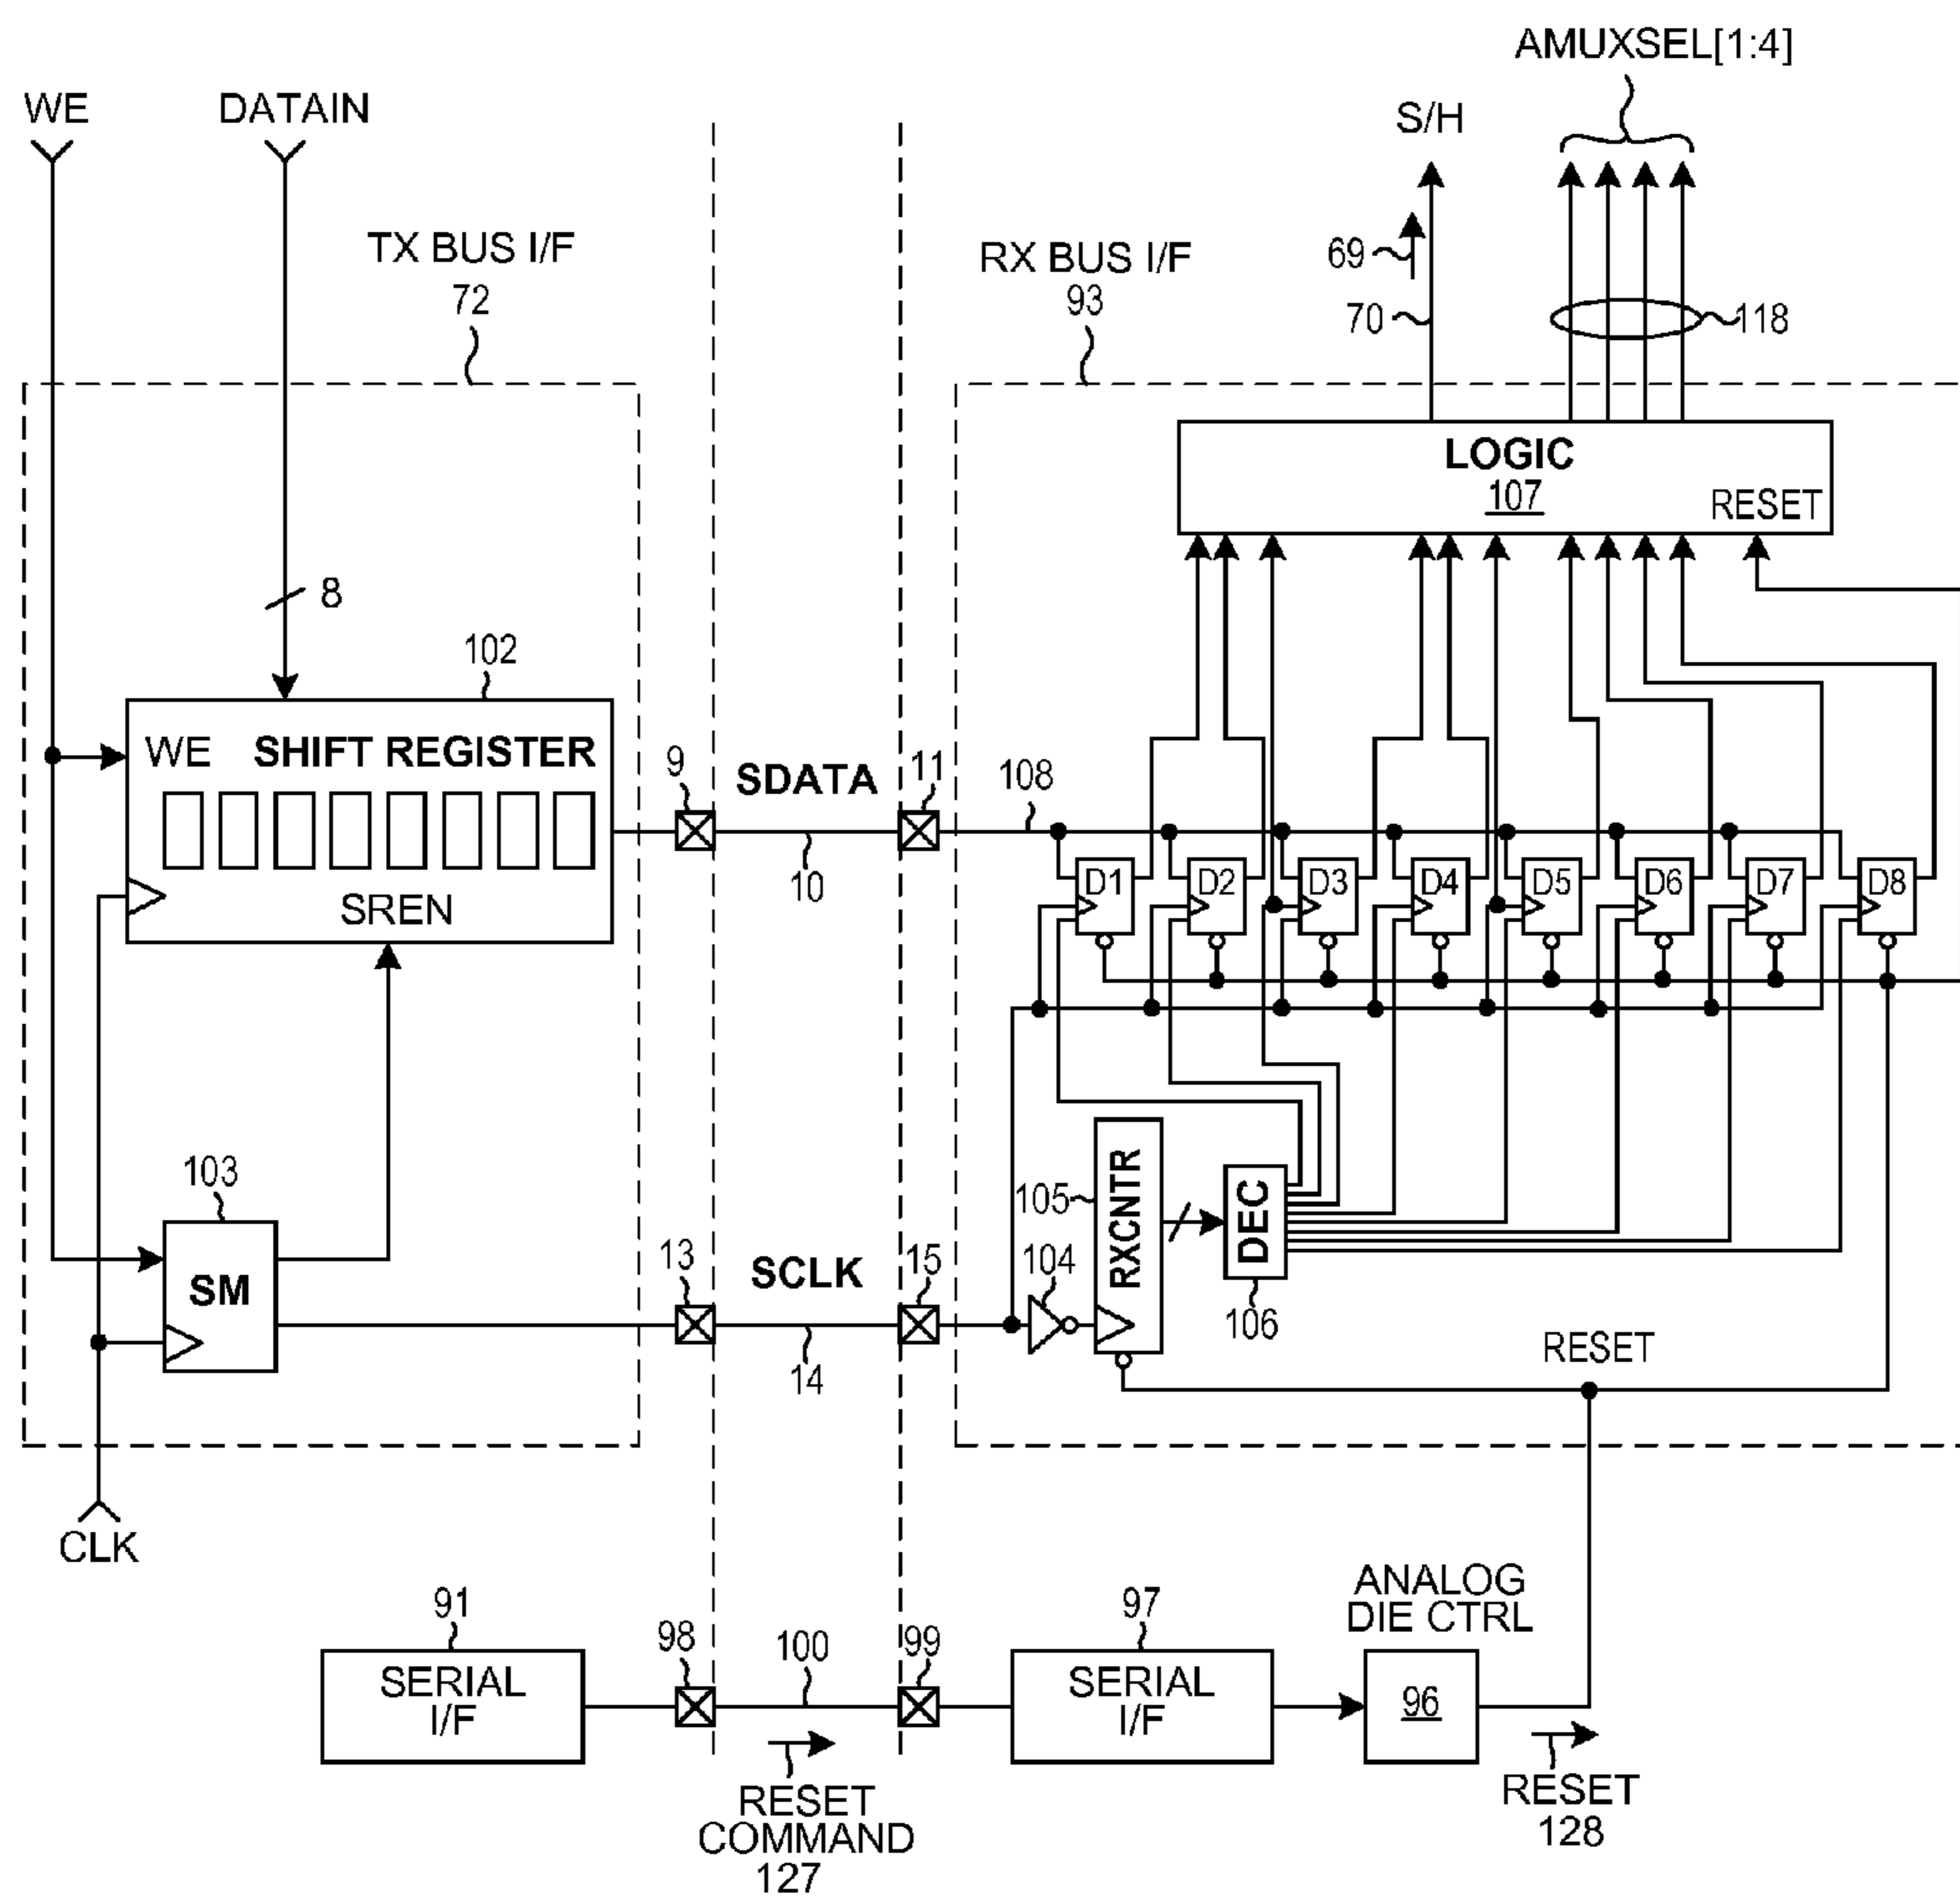 AMUXSEL[1:4]
WE
DATAIN
S/H
TX BUS I/F
72
RX BUS I/F
93
69
70
118
LOGIC
107
RESET
8
102
WE
SHIFT REGISTER
SREN
9
SDATA
11
10
108
D1
D2
D3
D4
D5
D6
D7
D8
103
SM
13
SCLK
15
14
104
105
RXCNTR
DEC
106
RESET
CLK
91
SERIAL
I/F
98
100
99
97
SERIAL
I/F
ANALOG
DIE CTRL
96
RESET
COMMAND
127
RESET
128